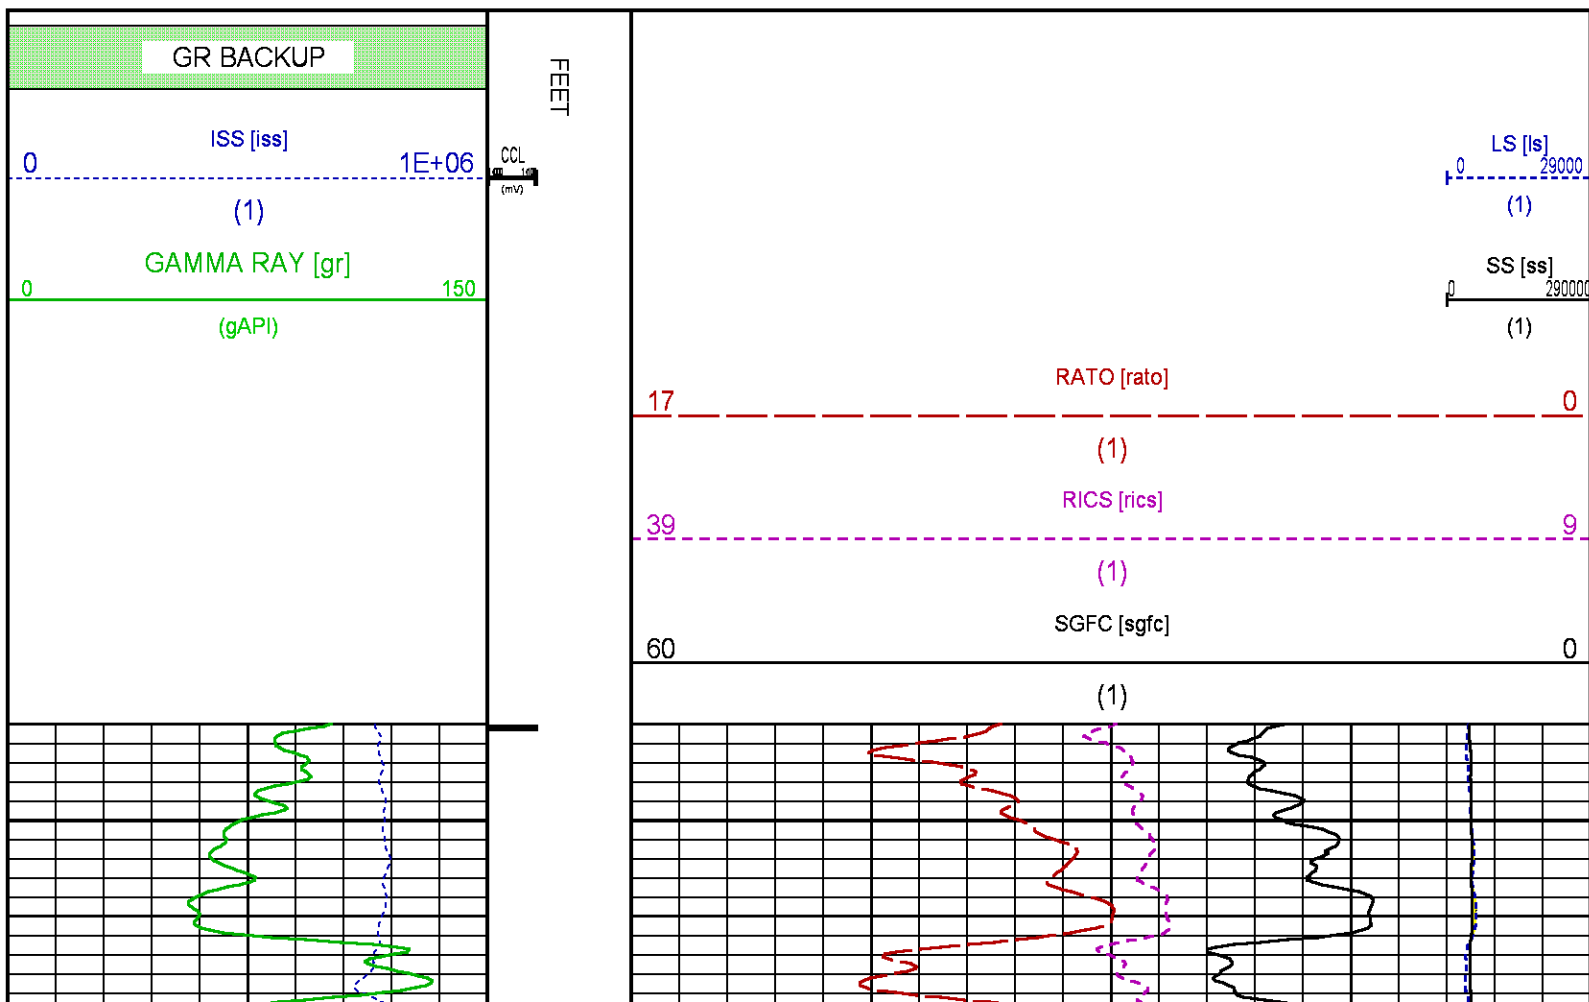 GR BACKUP
FEET
ISS [iss]
0 1E+06
(1)
CCL
(mV)
LS [ls]
0 29000
(1)
GAMMA RAY [gr]
0 150
(gAPI)
SS [ss]
0 290000
(1)
RATO [rato]
17 0
(1)
RICS [rics]
39 9
(1)
SGFC [sgfc]
60 0
(1)